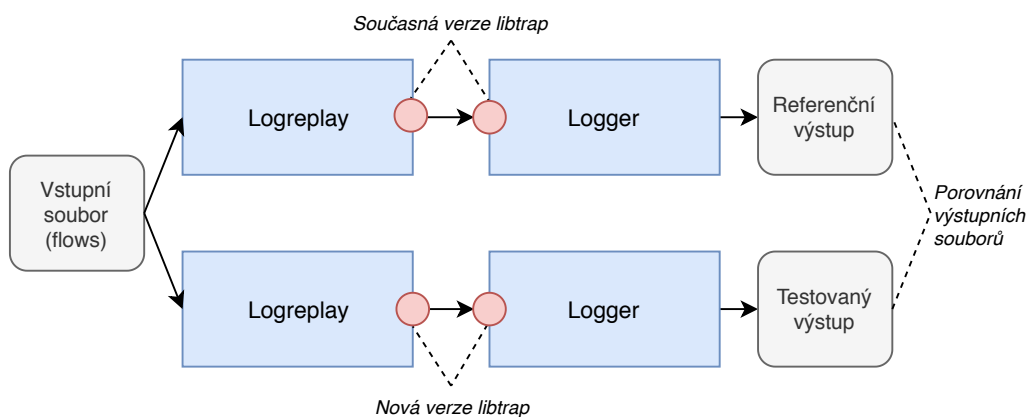 Současná verze libtrap
Logreplay
Logger
Referenční
výstup
Vstupní
soubor
(flows)
Porovnání
výstupních
souborů
Logreplay
Logger
Testovaný
výstup
Nová verze libtrap